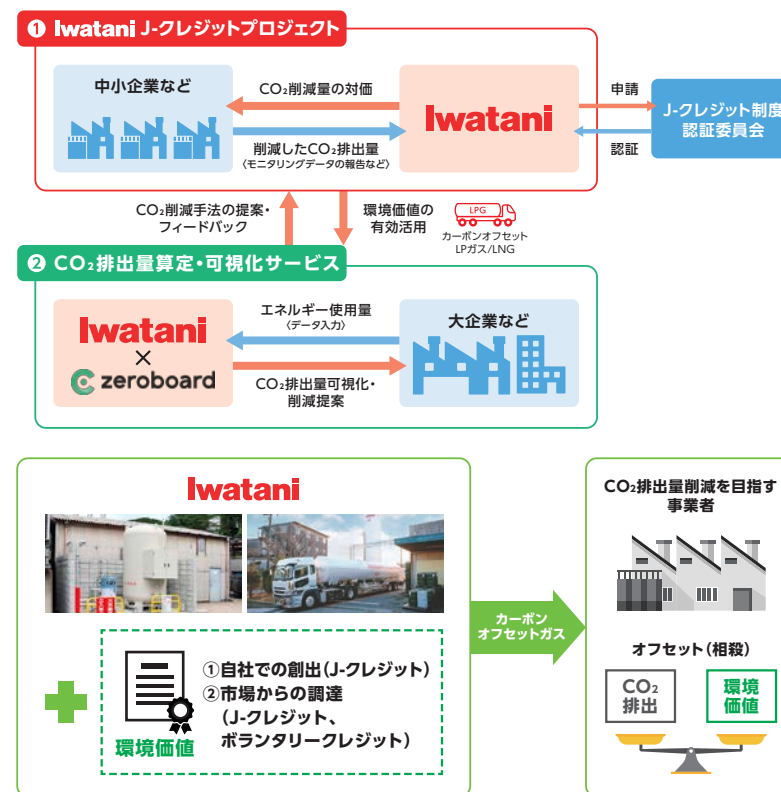 ❶ Iwatani J-クレジットプロジェクト
中小企業など
CO₂削減量の対価
削減したCO₂排出量
〈モニタリングデータの報告など〉
Iwatani
申請
認証
J-クレジット制度
認証委員会
CO₂削減手法の提案・
フィードバック
環境価値の
有効活用
LPG
カーボンオフセット
LPガス/LNG
❷ CO₂排出量算定・可視化サービス
Iwatani
×
zeroboard
エネルギー使用量
〈データ入力〉
CO₂排出量可視化・
削減提案
大企業など
Iwatani
環境価値
①自社での創出(J-クレジット)
②市場からの調達
(J-クレジット、
ボランタリークレジット)
カーボン
オフセットガス
CO₂排出量削減を目指す
事業者
オフセット(相殺)
CO₂
排出
環境
価値